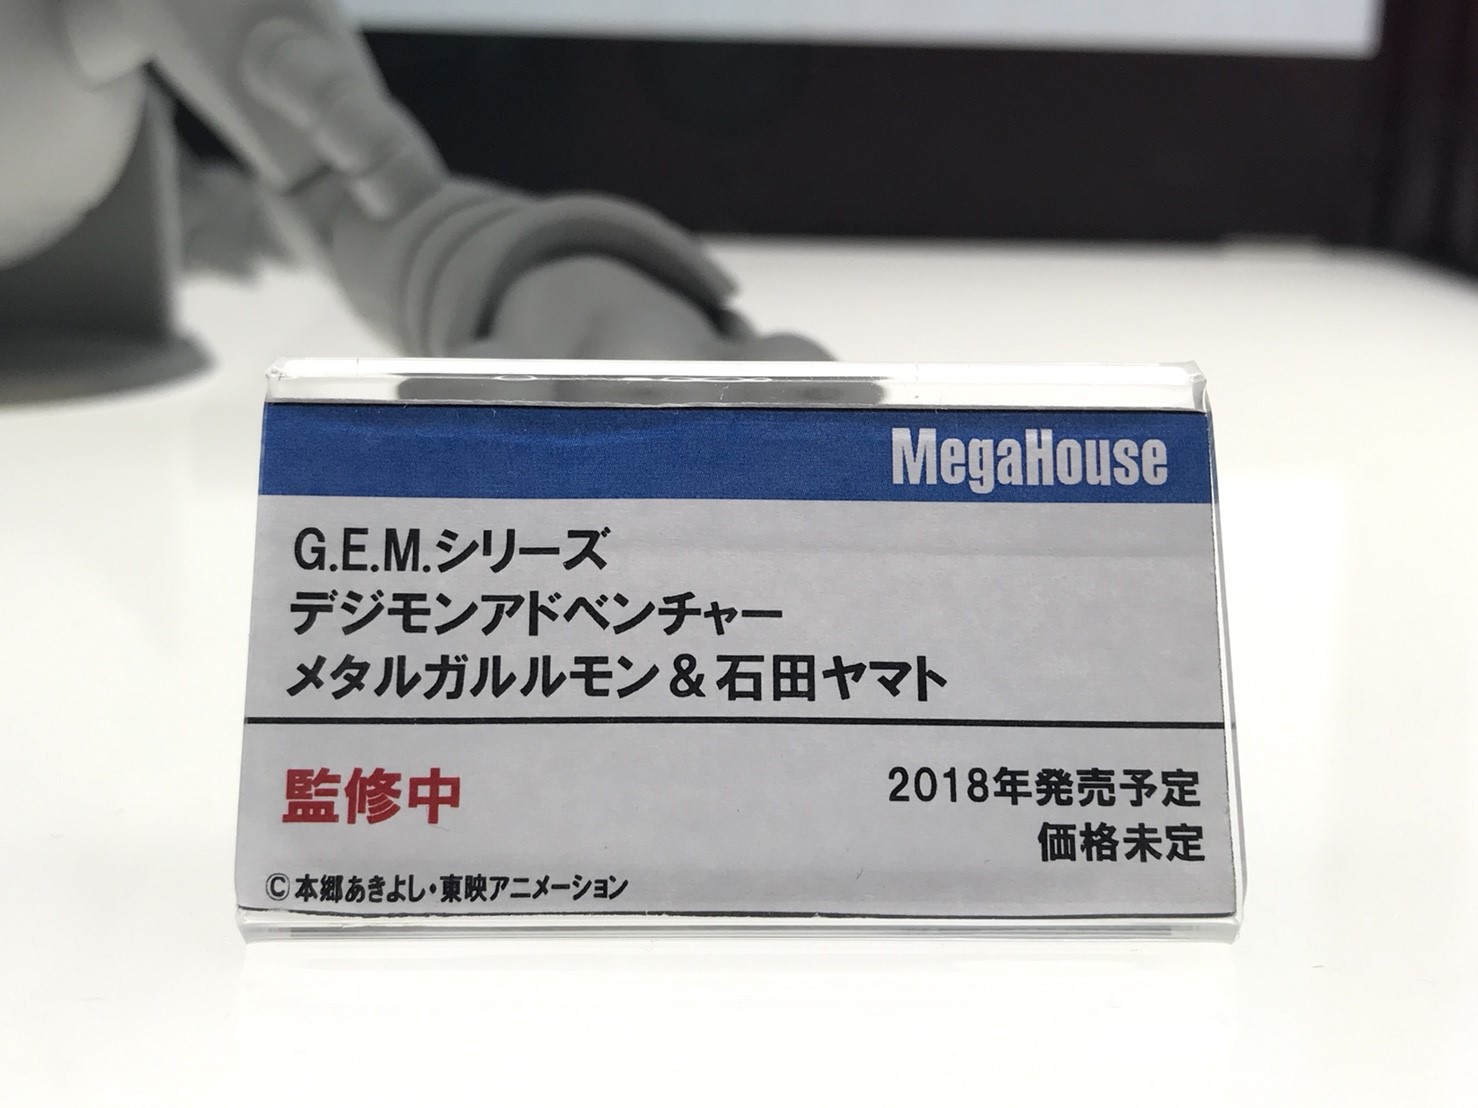 MegaHouse
G.E.M.シリーズ
デジモンアドベンチャー
メタルガルルモン＆石田ヤマト
監修中
2018年発売予定
価格未定
©本郷あきよし・東映アニメーション